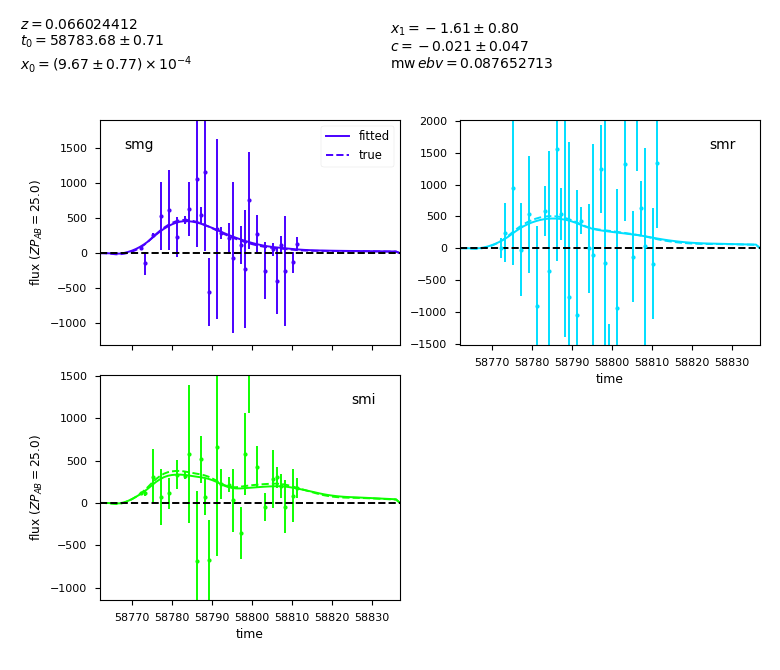 z = 0.066024412
t₀ = 58783.68 ± 0.71
x₀ = (9.67 ± 0.77) × 10⁻⁴
x₁ = −1.61 ± 0.80
c = −0.021 ± 0.047
mw ebv = 0.087652713
smg
fitted
true
1500
1000
500
0
−500
−1000
flux (ZP_AB = 25.0)
smr
2000
1500
1000
500
0
−500
−1000
−1500
58770 58780 58790 58800 58810 58820 58830
time
smi
1500
1000
500
0
−500
−1000
flux (ZP_AB = 25.0)
58770 58780 58790 58800 58810 58820 58830
time